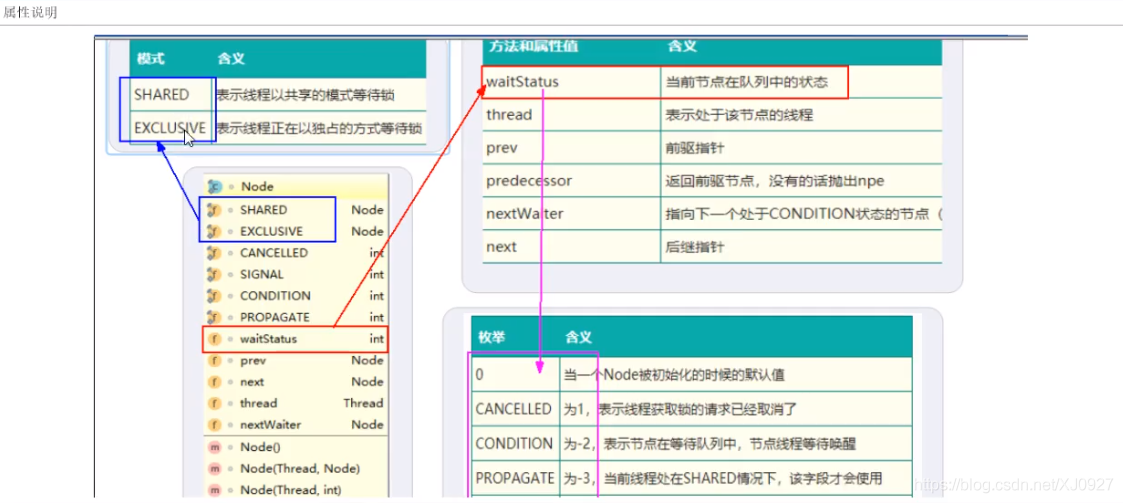 属性说明
模式 含义
SHARED 表示线程以共享的模式等待锁
EXCLUSIVE 表示线程正在以独占的方式等待锁
方法和属性值 含义
waitStatus 当前节点在队列中的状态
thread 表示处于该节点的线程
prev 前驱指针
predecessor 返回前驱节点，没有的话抛出npe
nextWaiter 指向下一个处于CONDITION状态的节点（
next 后继指针
Node
SHARED Node
EXCLUSIVE Node
CANCELLED int
SIGNAL int
CONDITION int
PROPAGATE int
waitStatus int
prev Node
next Node
thread Thread
nextWaiter Node
Node()
Node(Thread, Node)
Node(Thread, int)
枚举 含义
0 当一个Node被初始化的时候的默认值
CANCELLED 为1，表示线程获取锁的请求已经取消了
CONDITION 为-2，表示节点在等待队列中，节点线程等待唤醒
PROPAGATE 为-3，当前线程处在SHARED情况下，该字段才会使用
https://blog.csdn.net/XJ0927